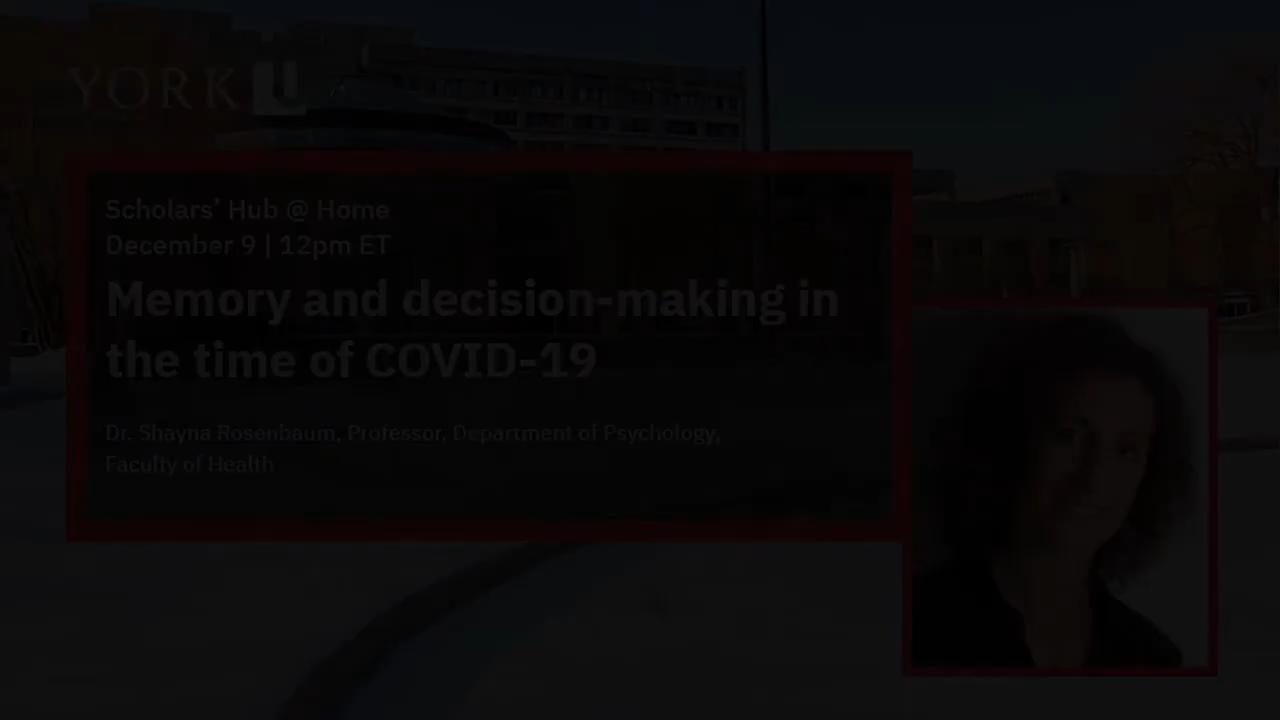 YORK U
Scholars’ Hub @ Home
December 9 | 12pm ET
Memory and decision-making in
the time of COVID-19
Dr. Shayna Rosenbaum, Professor, Department of Psychology,
Faculty of Health